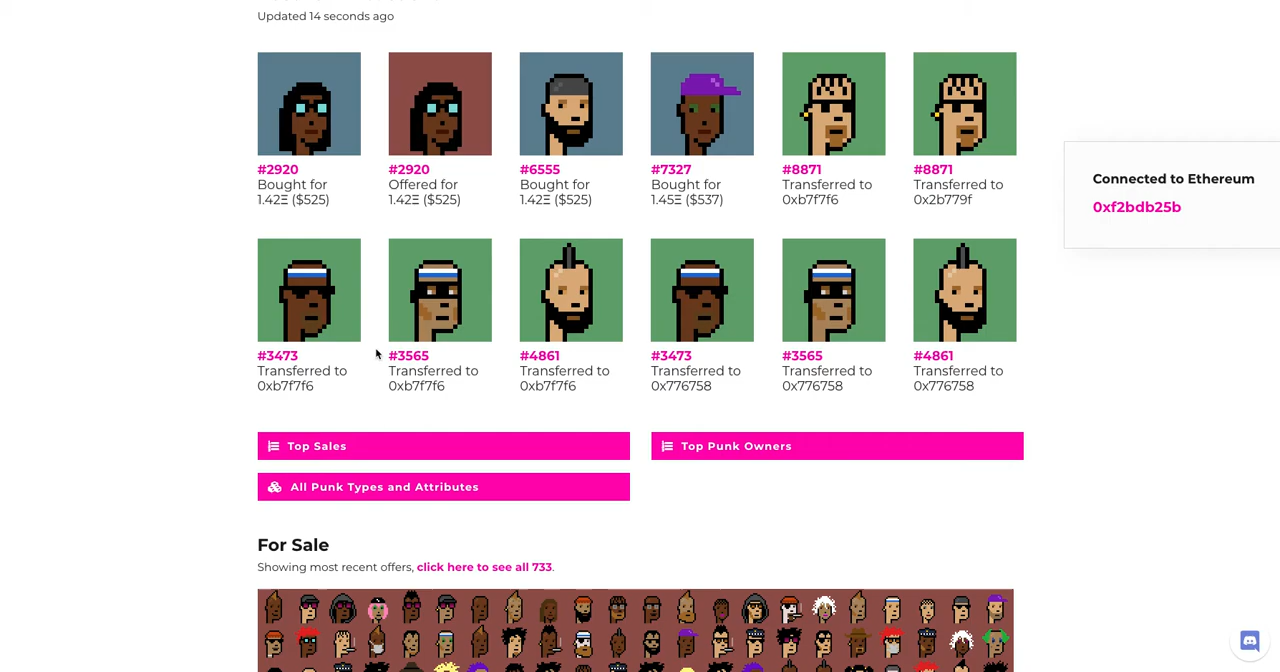 Updated 14 seconds ago
#2920
Bought for
1.42Ξ ($525)
#2920
Offered for
1.42Ξ ($525)
#6555
Bought for
1.42Ξ ($525)
#7327
Bought for
1.45Ξ ($537)
#8871
Transferred to
0xb7f7f6
#8871
Transferred to
0x2b779f
Connected to Ethereum
0xf2bdb25b
#3473
Transferred to
0xb7f7f6
#3565
Transferred to
0xb7f7f6
#4861
Transferred to
0xb7f7f6
#3473
Transferred to
0x776758
#3565
Transferred to
0x776758
#4861
Transferred to
0x776758
Top Sales
Top Punk Owners
All Punk Types and Attributes
For Sale
Showing most recent offers, click here to see all 733.